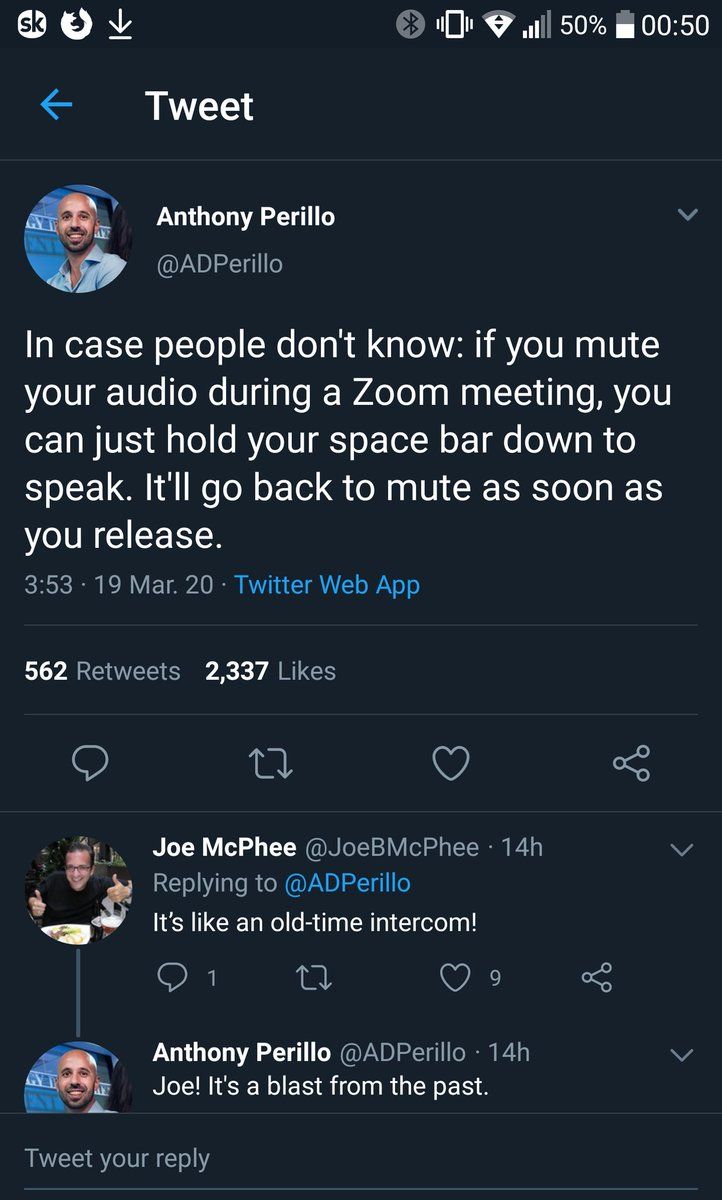 sk 50% 00:50
Tweet
Anthony Perillo
@ADPerillo
In case people don't know: if you mute
your audio during a Zoom meeting, you
can just hold your space bar down to
speak. It'll go back to mute as soon as
you release.
3:53 · 19 Mar. 20 · Twitter Web App
562 Retweets 2,337 Likes
Joe McPhee @JoeBMcPhee · 14h
Replying to @ADPerillo
It’s like an old-time intercom!
1 9
Anthony Perillo @ADPerillo · 14h
Joe! It's a blast from the past.
Tweet your reply